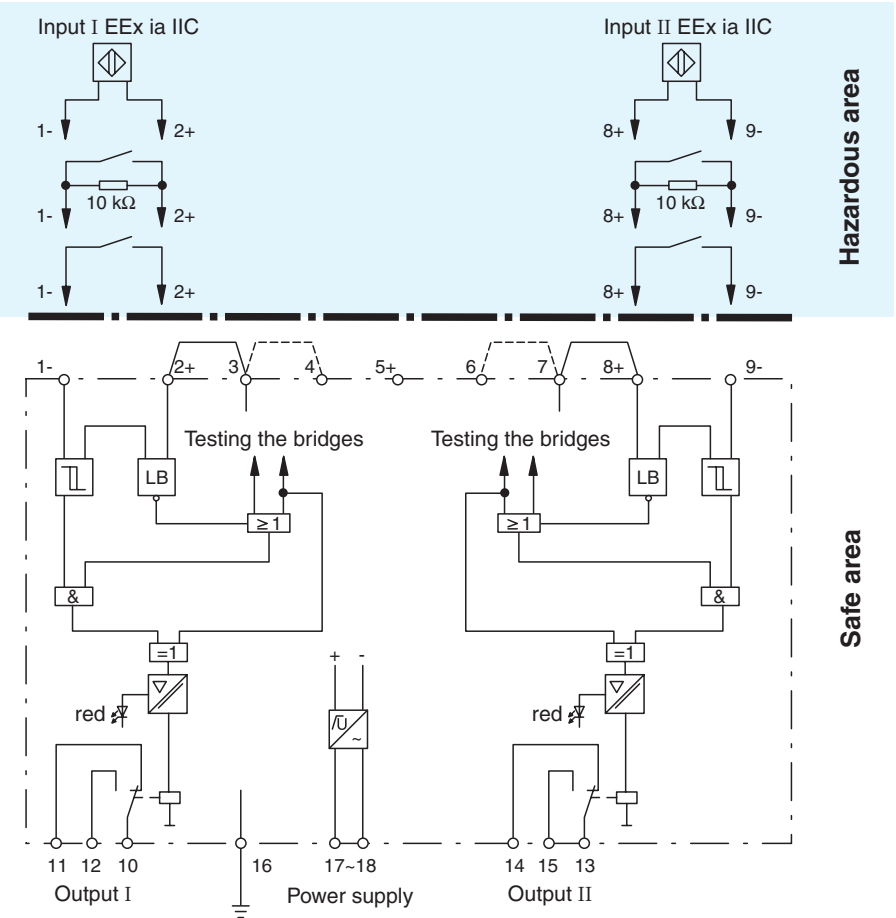 Input I EEx ia IIC Input II EEx ia IIC
Hazardous area
1- 2+ 8+ 9-
10 kΩ 10 kΩ
1- 2+ 8+ 9-
1- 2+ 8+ 9-
1- 2+ 3 4 5+ 6 7 8+ 9-
Testing the bridges Testing the bridges
LB LB
≥1 ≥1
Safe area
& &
=1 =1
+ -
red red
/Ū ~
11 12 10 16 17~18 14 15 13
Output I Power supply Output II